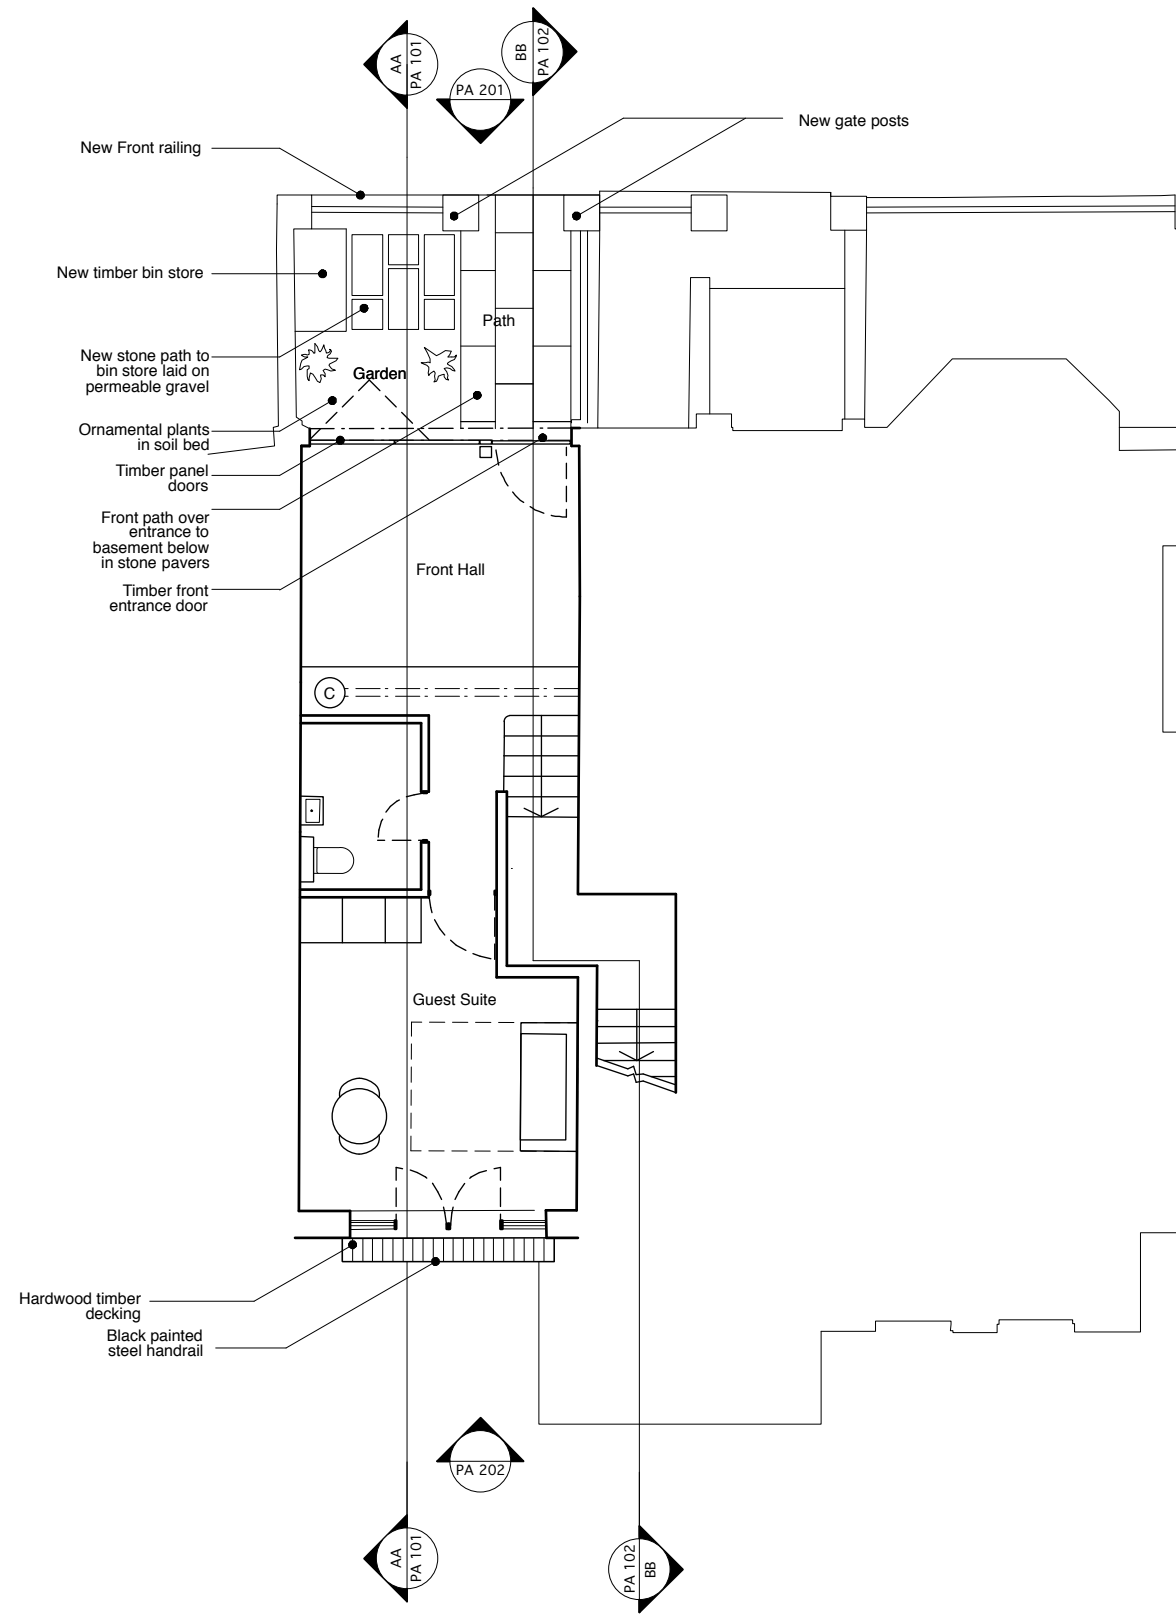 AA
PA 101
BB
PA 102
PA 201
New gate posts
New Front railing
New timber bin store
Path
New stone path to
bin store laid on
permeable gravel
Garden
Ornamental plants
in soil bed
Timber panel
doors
Front path over
entrance to
basement below
in stone pavers
Front Hall
Timber front
entrance door
C
Guest Suite
Hardwood timber
decking
Black painted
steel handrail
PA 202
AA
PA 101
PA 102
BB